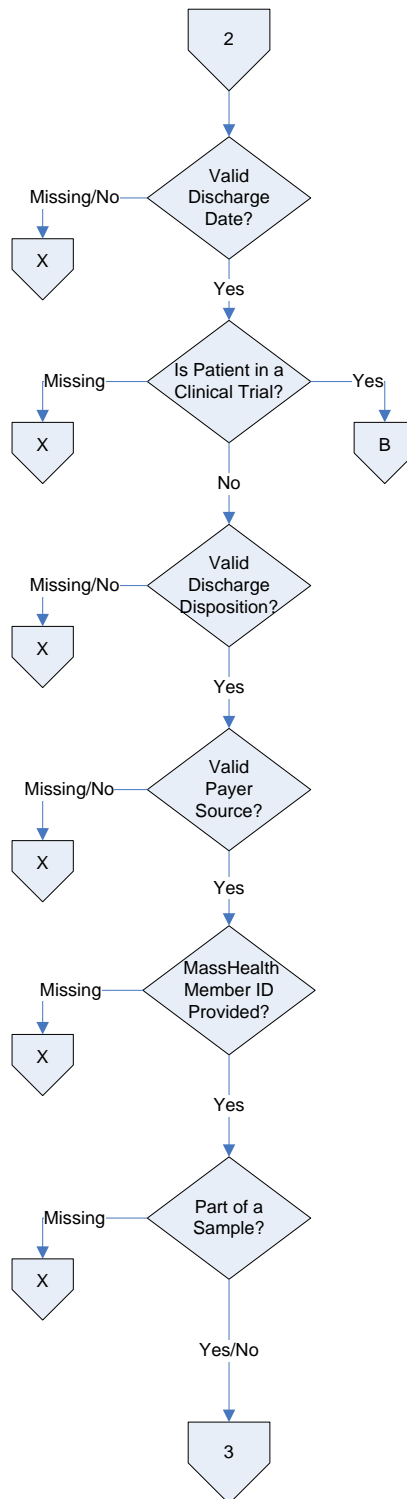 2
Valid
Discharge
Date?
Missing/No
X
Yes
Is Patient in a
Clinical Trial?
Missing
Yes
X
B
No
Valid
Discharge
Disposition?
Missing/No
X
Yes
Valid
Payer
Source?
Missing/No
X
Yes
MassHealth
Member ID
Provided?
Missing
X
Yes
Part of a
Sample?
Missing
X
Yes/No
3